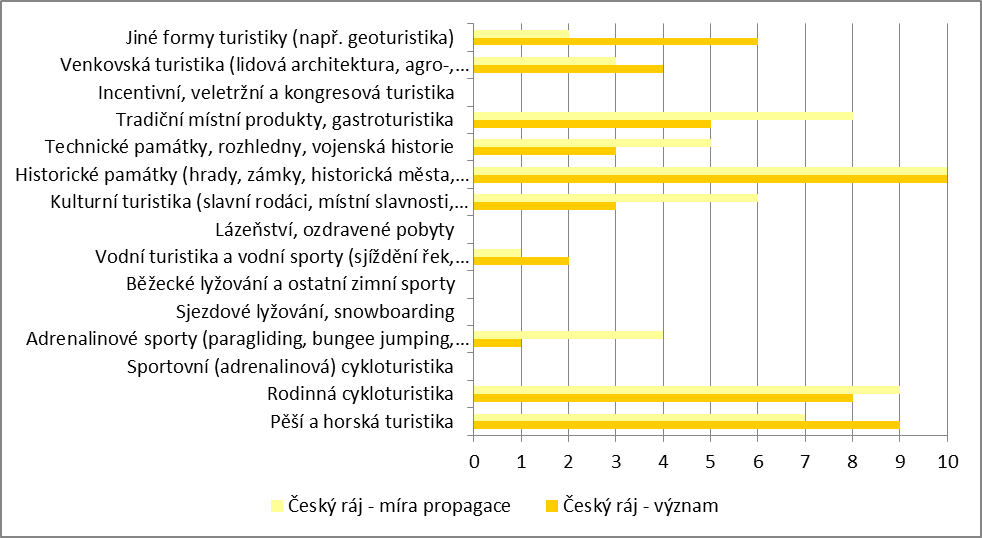 Jiné formy turistiky (např. geoturistika)
Venkovská turistika (lidová architektura, agro-,...
Incentivní, veletržní a kongresová turistika
Tradiční místní produkty, gastroturistika
Technické památky, rozhledny, vojenská historie
Historické památky (hrady, zámky, historická města,...
Kulturní turistika (slavní rodáci, místní slavnosti,...
Lázeňství, ozdravené pobyty
Vodní turistika a vodní sporty (sjíždění řek,...
Běžecké lyžování a ostatní zimní sporty
Sjezdové lyžování, snowboarding
Adrenalinové sporty (paragliding, bungee jumping,...
Sportovní (adrenalinová) cykloturistika
Rodinná cykloturistika
Pěší a horská turistika
0 1 2 3 4 5 6 7 8 9 10
Český ráj - míra propagace Český ráj - význam